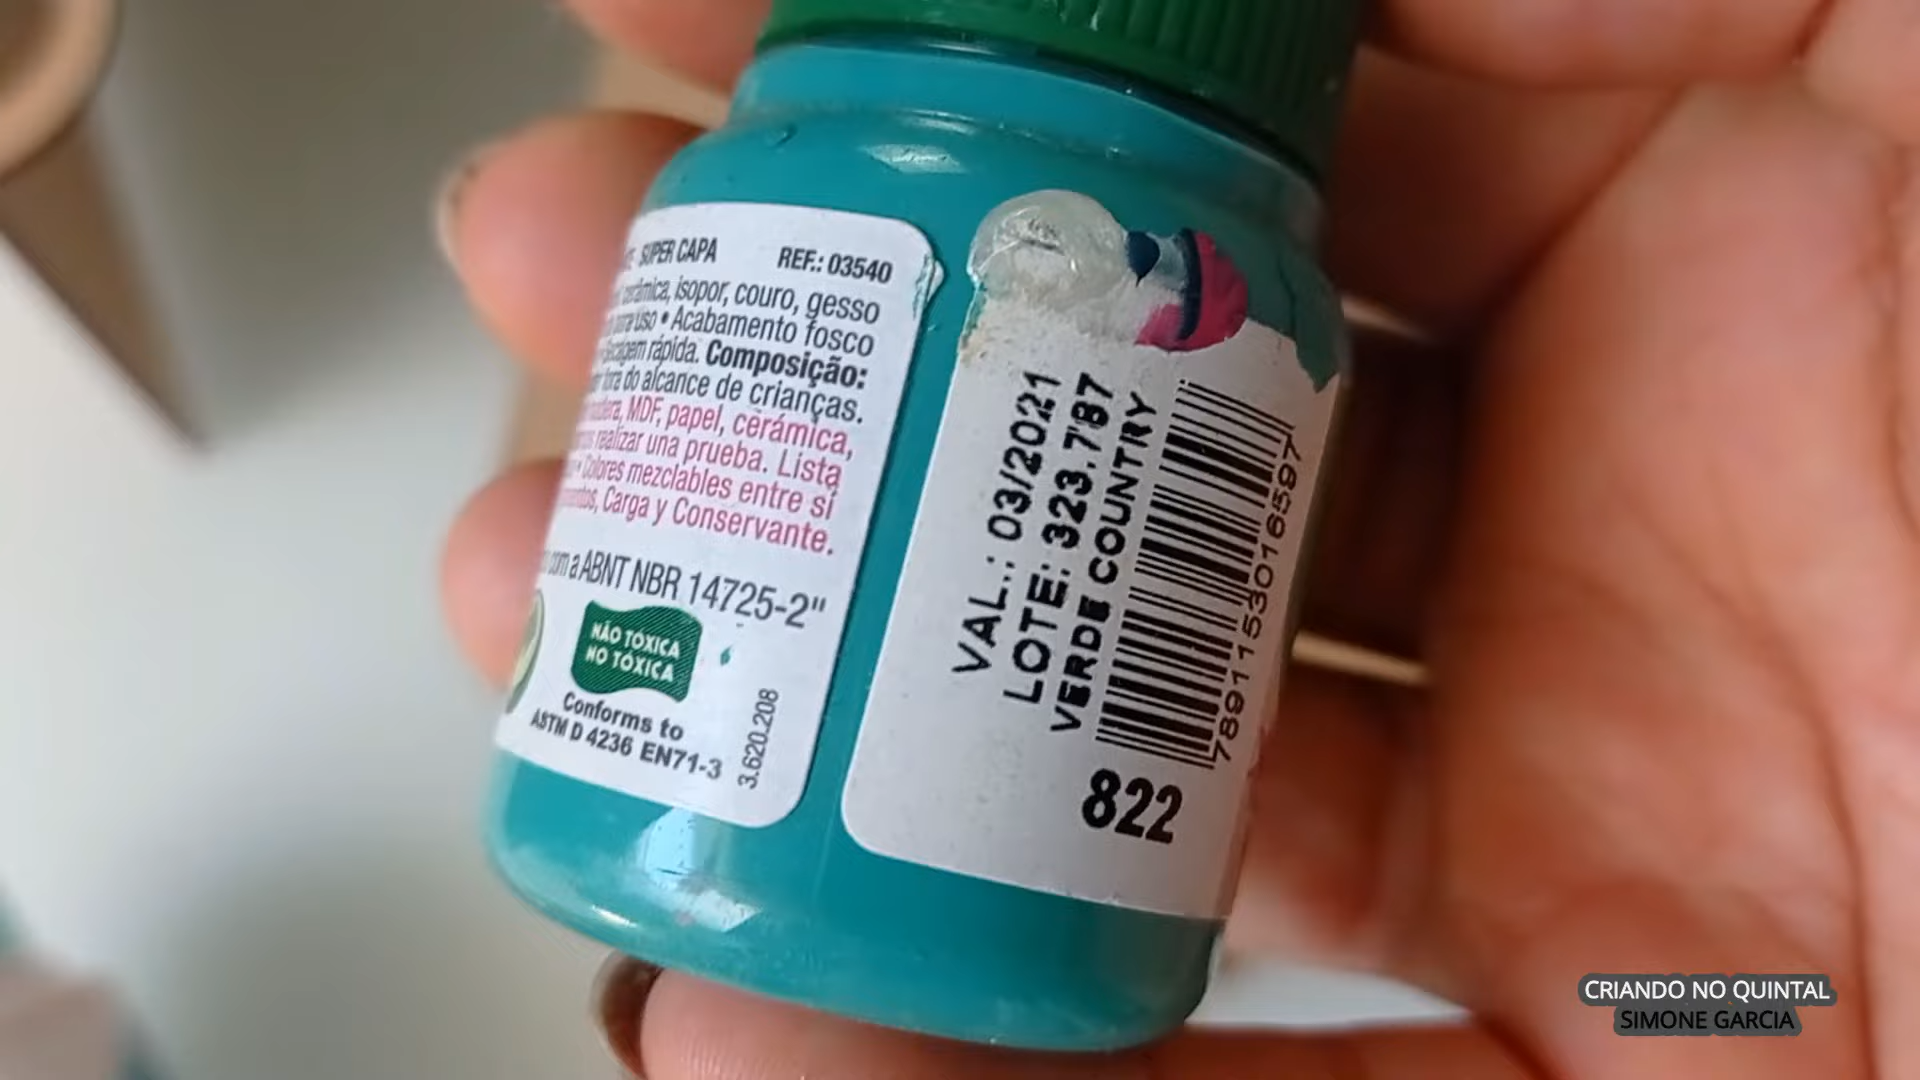 SUPER CAPA REF.: 03540
cerâmica, isopor, couro, gesso
para uso • Acabamento fosco
Secagem rápida. Composição:
fora do alcance de crianças.
madera, MDF, papel, cerámica,
realizar una prueba. Lista
• Colores mezclables entre sí
Carga y Conservante.
com a ABNT NBR 14725-2"
NÃO TÓXICA
NO TÓXICA
Conforms to
ASTM D 4236 EN71-3
3.620.208
VAL.: 03/2021
LOTE: 323.787
VERDE COUNTRY
7891153016597
822
CRIANDO NO QUINTAL
SIMONE GARCIA